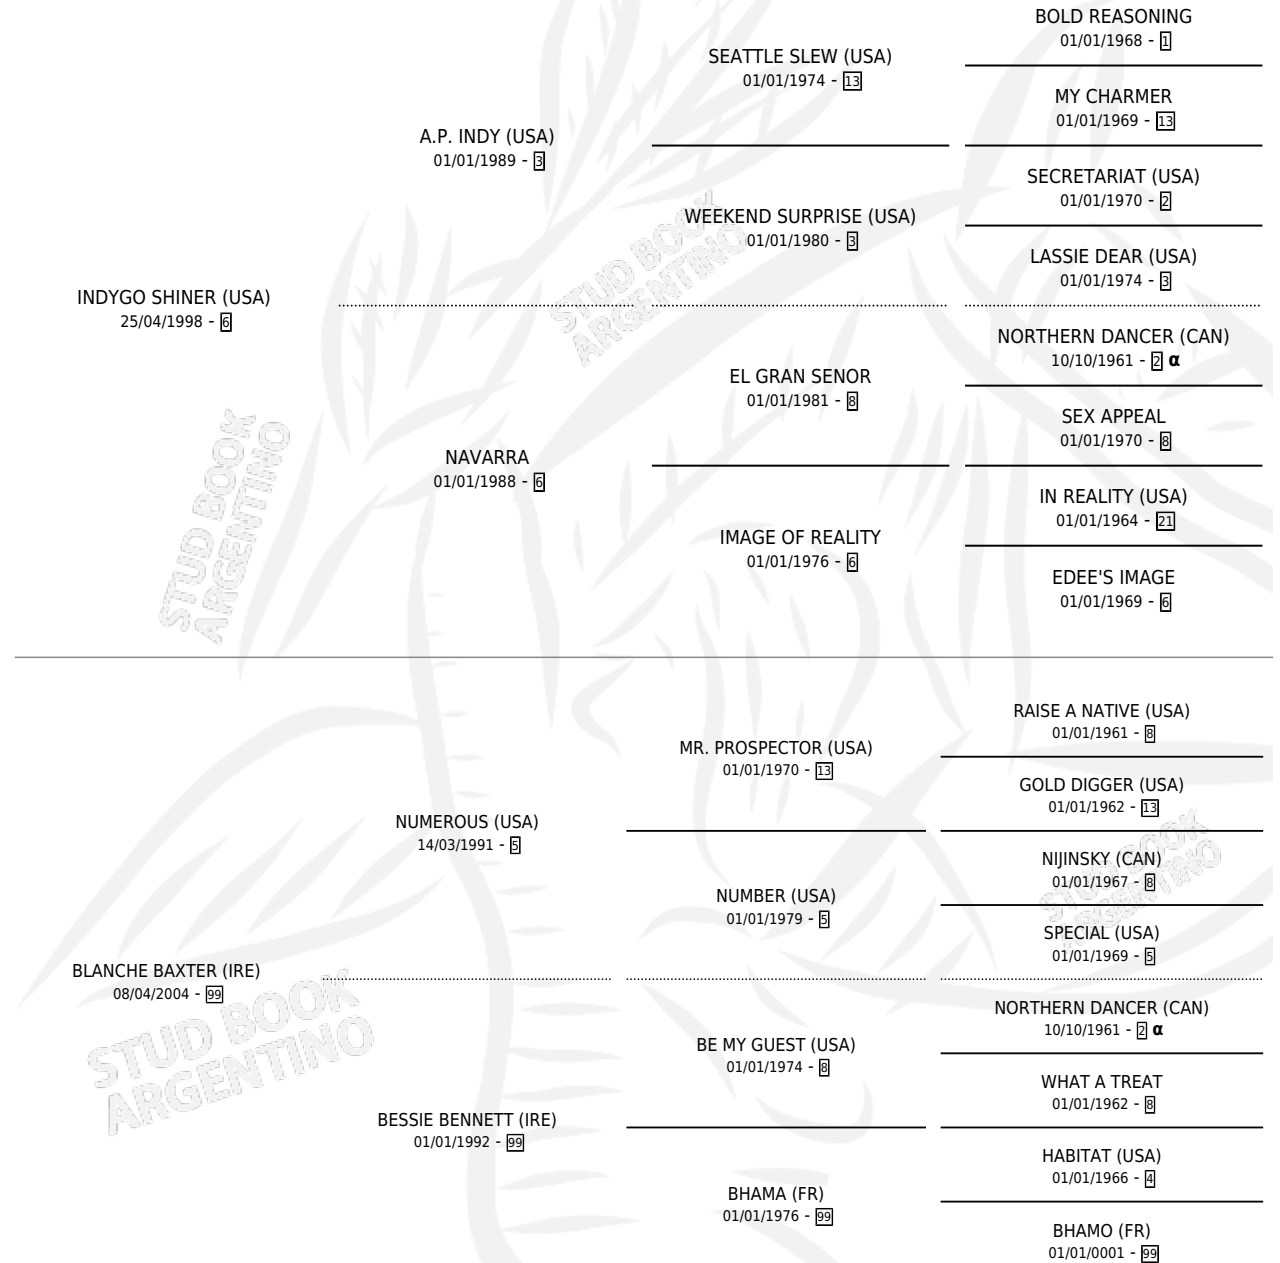 BOLD REASONING
01/01/1968 - 1
SEATTLE SLEW (USA)
01/01/1974 - 13
MY CHARMER
01/01/1969 - 13
A.P. INDY (USA)
01/01/1989 - 3
SECRETARIAT (USA)
01/01/1970 - 2
WEEKEND SURPRISE (USA)
01/01/1980 - 3
LASSIE DEAR (USA)
01/01/1974 - 3
INDYGO SHINER (USA)
25/04/1998 - 6
NORTHERN DANCER (CAN)
10/10/1961 - 2 α
EL GRAN SENOR
01/01/1981 - 8
SEX APPEAL
01/01/1970 - 8
NAVARRA
01/01/1988 - 6
IN REALITY (USA)
01/01/1964 - 21
IMAGE OF REALITY
01/01/1976 - 6
EDEE'S IMAGE
01/01/1969 - 6
RAISE A NATIVE (USA)
01/01/1961 - 8
MR. PROSPECTOR (USA)
01/01/1970 - 13
GOLD DIGGER (USA)
01/01/1962 - 13
NUMEROUS (USA)
14/03/1991 - 5
NIJINSKY (CAN)
01/01/1967 - 8
NUMBER (USA)
01/01/1979 - 5
SPECIAL (USA)
01/01/1969 - 5
BLANCHE BAXTER (IRE)
08/04/2004 - 99
NORTHERN DANCER (CAN)
10/10/1961 - 2 α
BE MY GUEST (USA)
01/01/1974 - 8
WHAT A TREAT
01/01/1962 - 8
BESSIE BENNETT (IRE)
01/01/1992 - 99
HABITAT (USA)
01/01/1966 - 4
BHAMA (FR)
01/01/1976 - 99
BHAMO (FR)
01/01/0001 - 99
STUD BOOK
ARGENTINO
STUD BOOK
ARGENTINO
STUD BOOK
ARGENTINO
STUD BOOK
ARGENTINO